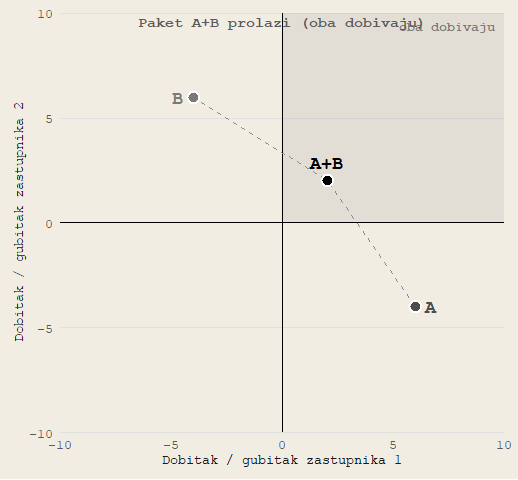 10
Paket A+B prolazi (oba dobivaju)
oba dobivaju
B
5
A+B
0
A
−5
−10
−10 −5 0 5 10
Dobitak / gubitak zastupnika 1
Dobitak / gubitak zastupnika 2